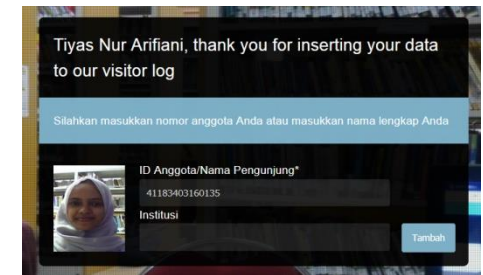 Tiyas Nur Arifiani, thank you for inserting your data
to our visitor log
Silahkan masukkan nomor anggota Anda atau masukkan nama lengkap Anda
ID Anggota/Nama Pengunjung*
41183403160135
Institusi
Tambah